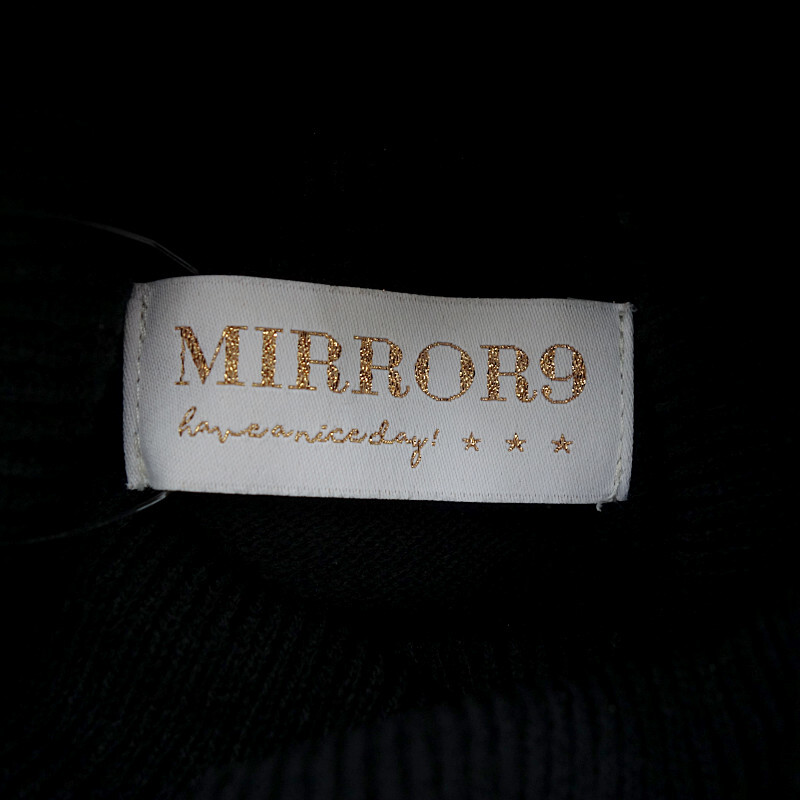 MIRROR9
have a nice day! ☆ ☆ ☆